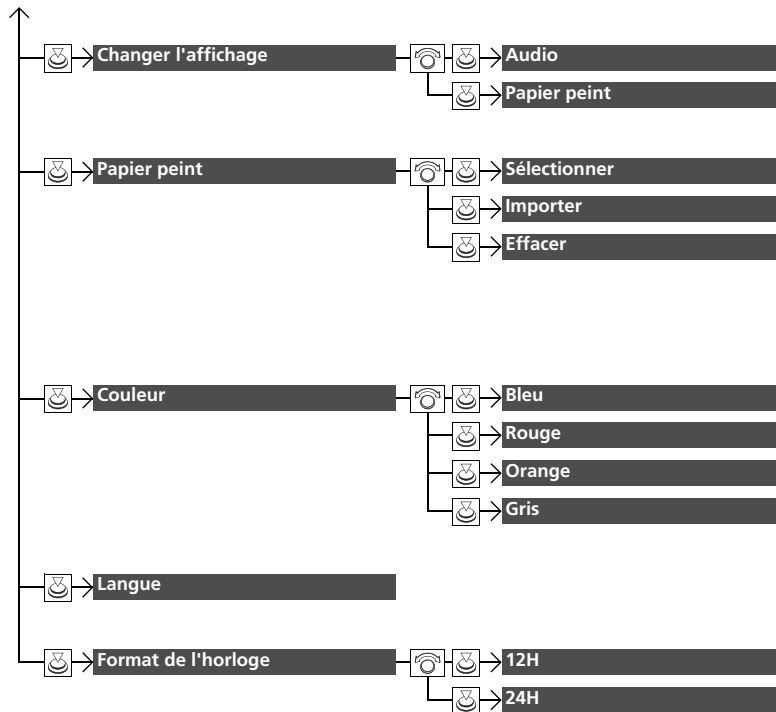 Changer l'affichage
Audio
Papier peint
Papier peint
Sélectionner
Importer
Effacer
Couleur
Bleu
Rouge
Orange
Gris
Langue
Format de l'horloge
12H
24H